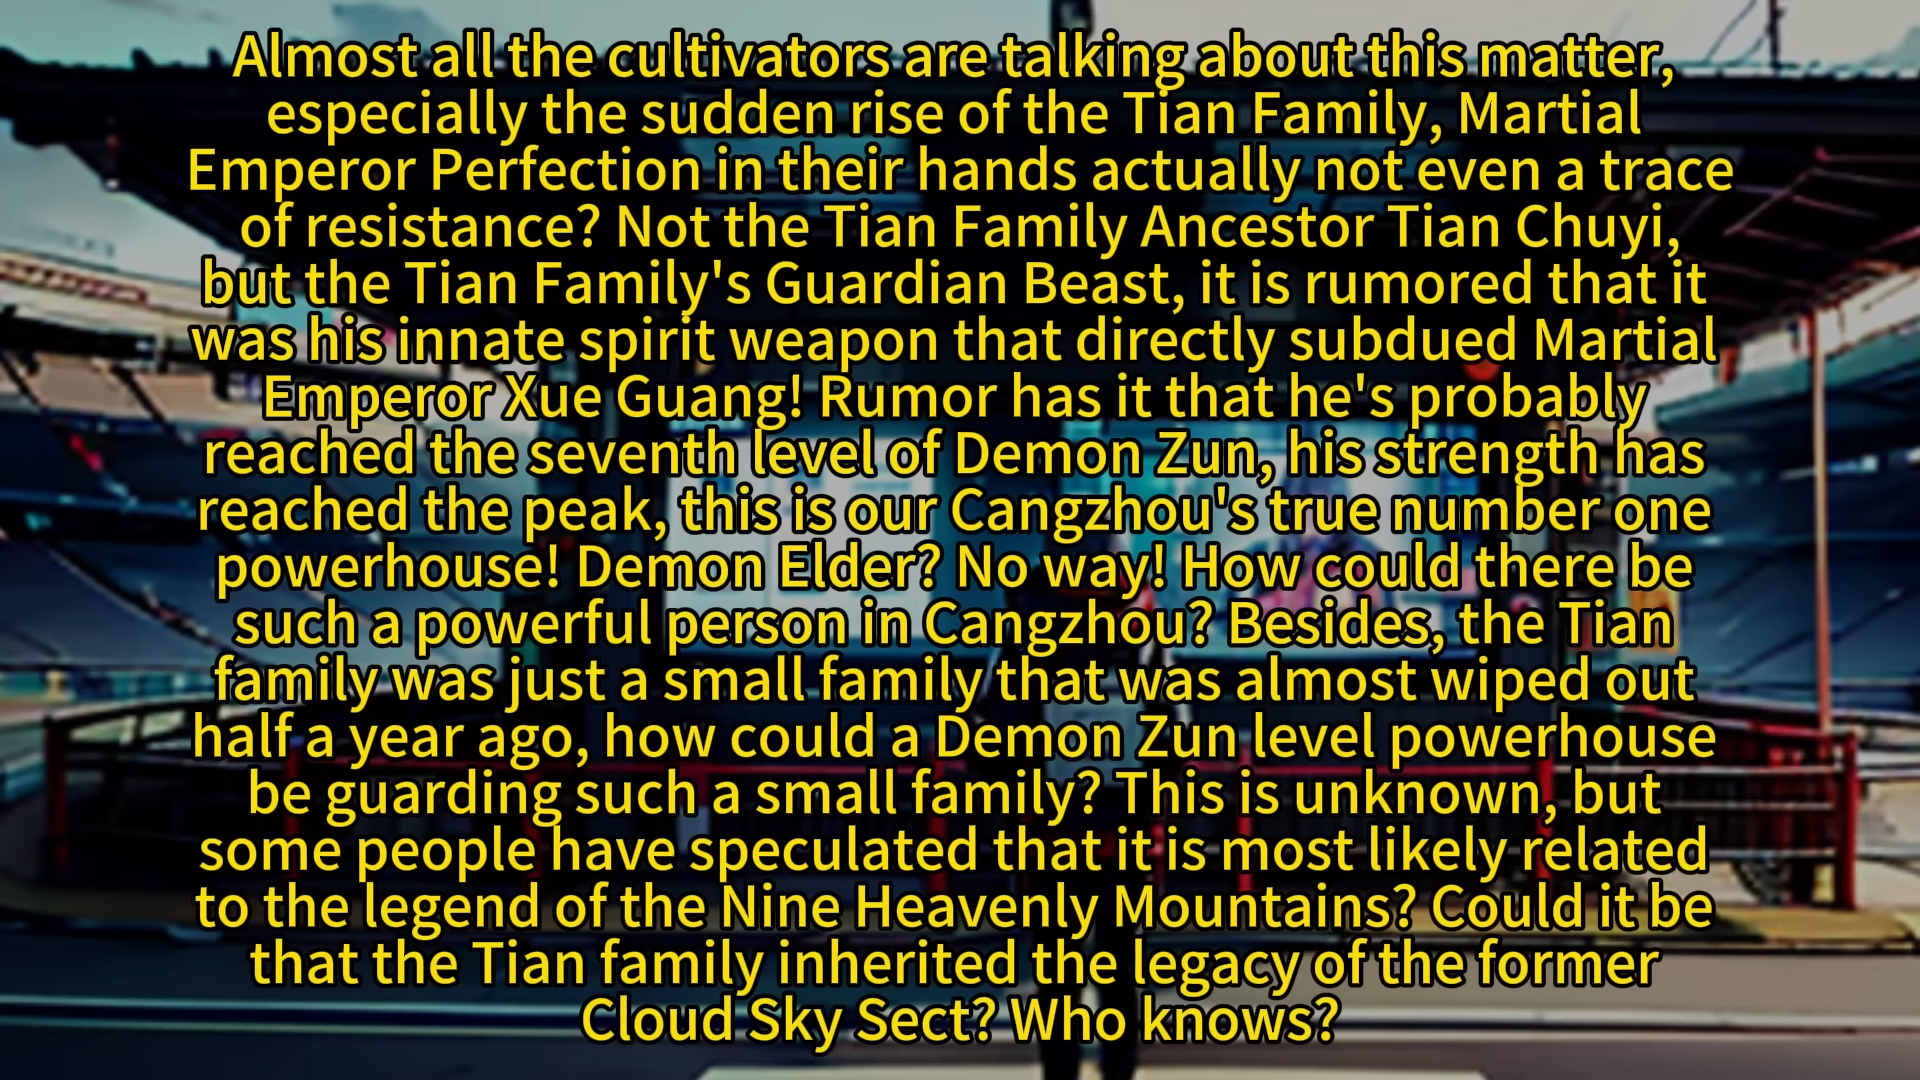 Almost all the cultivators are talking about this matter,
especially the sudden rise of the Tian Family, Martial
Emperor Perfection in their hands actually not even a trace
of resistance? Not the Tian Family Ancestor Tian Chuyi,
but the Tian Family's Guardian Beast, it is rumored that it
was his innate spirit weapon that directly subdued Martial
Emperor Xue Guang! Rumor has it that he's probably
reached the seventh level of Demon Zun, his strength has
reached the peak, this is our Cangzhou's true number one
powerhouse! Demon Elder? No way! How could there be
such a powerful person in Cangzhou? Besides, the Tian
family was just a small family that was almost wiped out
half a year ago, how could a Demon Zun level powerhouse
be guarding such a small family? This is unknown, but
some people have speculated that it is most likely related
to the legend of the Nine Heavenly Mountains? Could it be
that the Tian family inherited the legacy of the former
Cloud Sky Sect? Who knows?